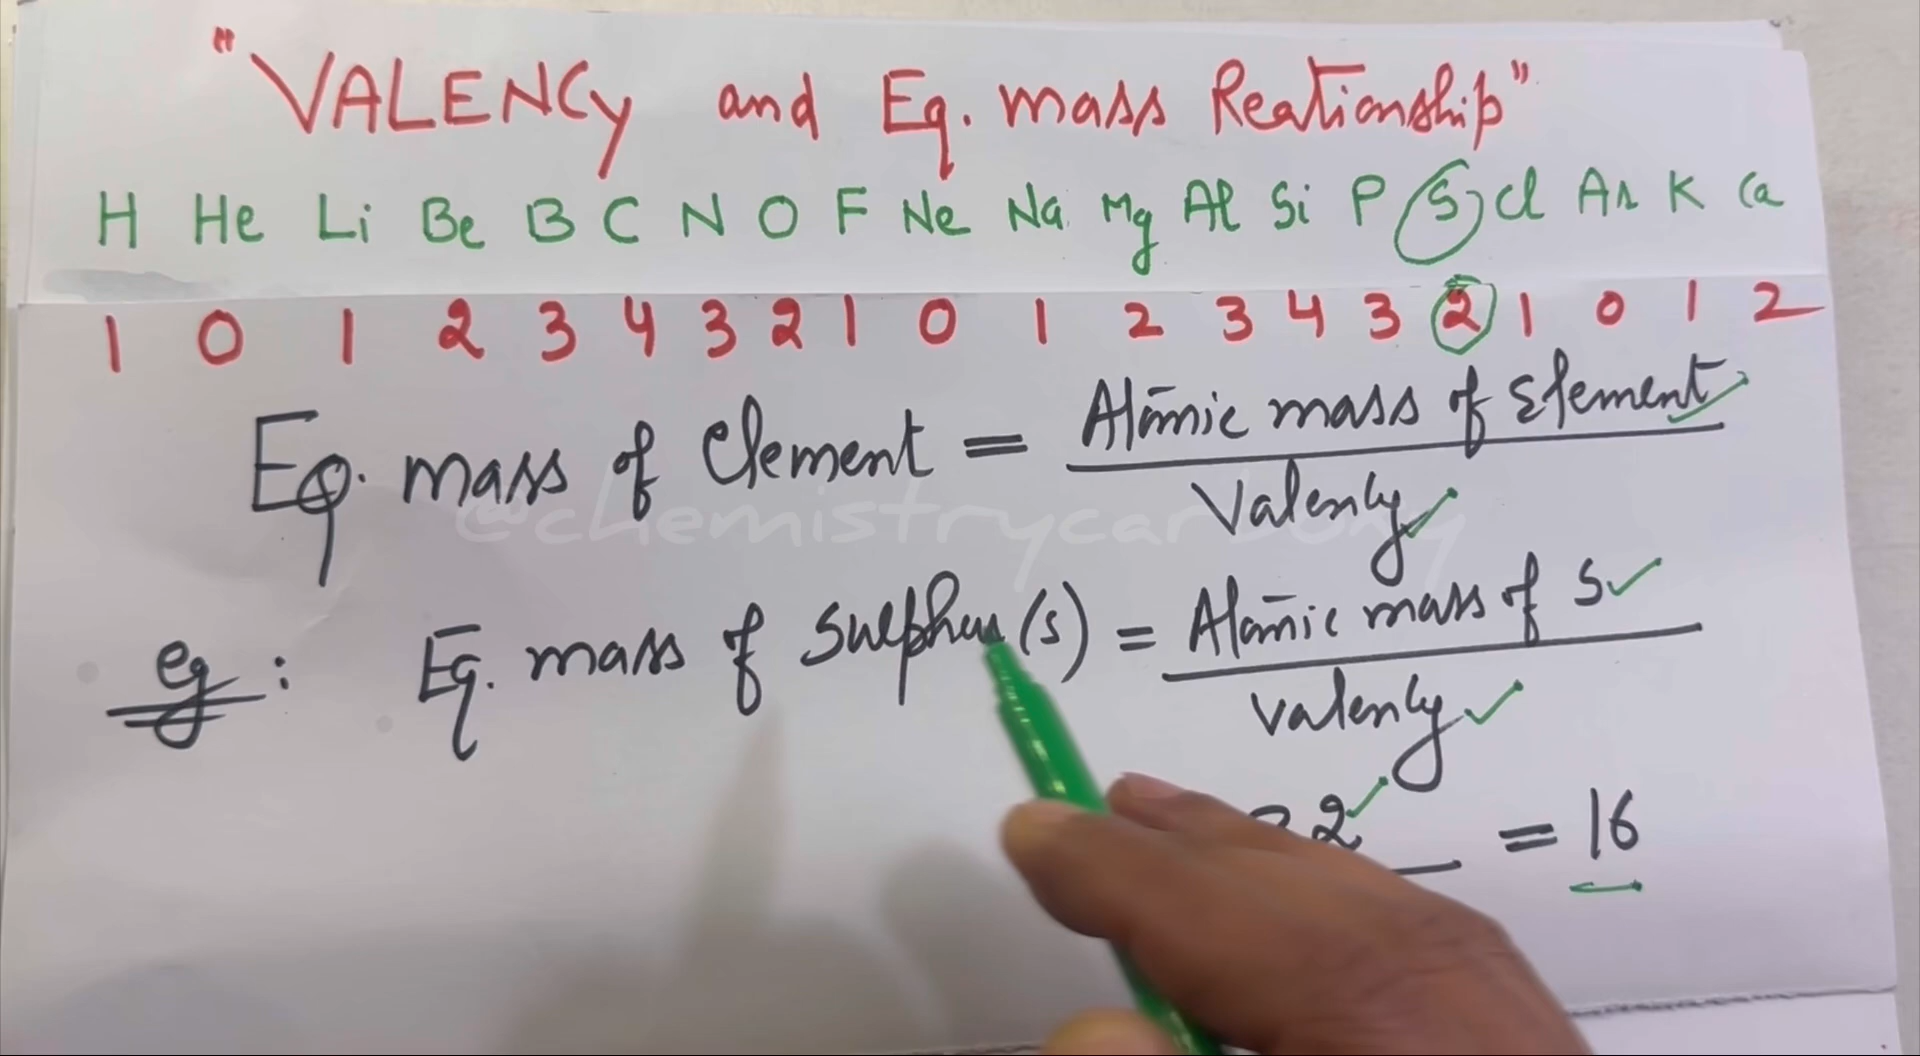 "VALENCy and Eq. mass Reationship"
H He Li Be B C N O F Ne Na Mg Al Si P S Cl Ar K Ca
1 0 1 2 3 4 3 2 1 0 1 2 3 4 3 2 1 0 1 2
Eq. mass of Element = Atomic mass of Element
Valency
@chemistrycarbony
eg: Eq. mass of Sulphur (S) = Atomic mass of S
Valency
= 16